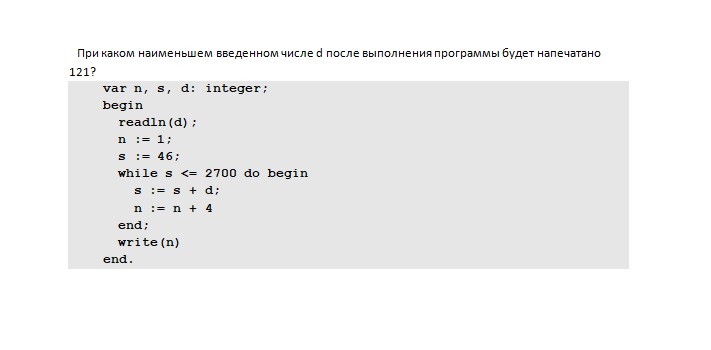 При каком наименьшем введенном числе d после выполнения программы будет напечатано
121?
var n, s, d: integer;
begin
readln(d);
n := 1;
s := 46;
while s <= 2700 do begin
s := s + d;
n := n + 4
end;
write(n)
end.